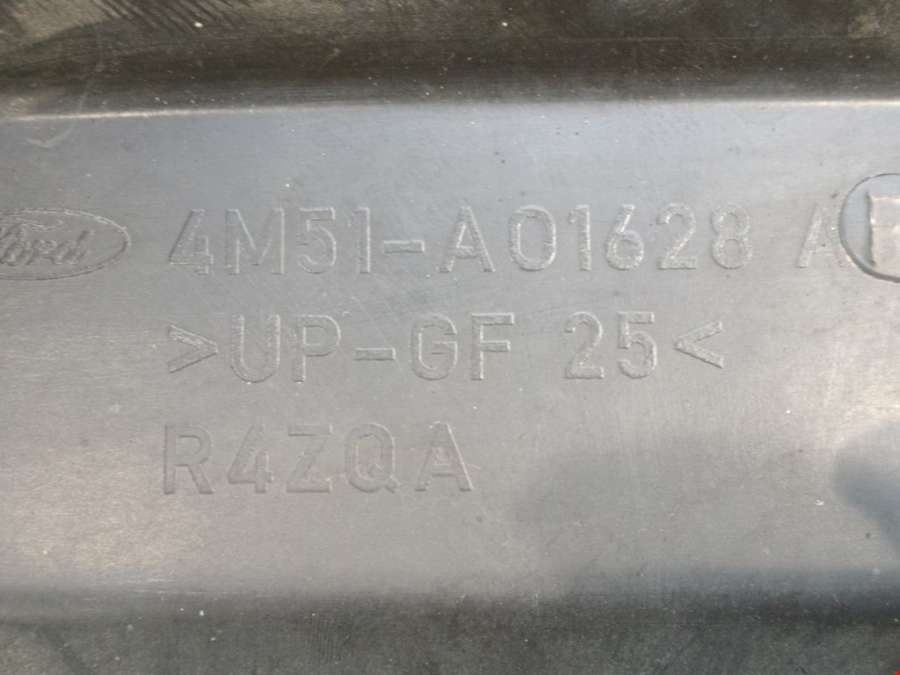 Ford 4M51-A01628 A
>UP-GF 25<
R4ZQA